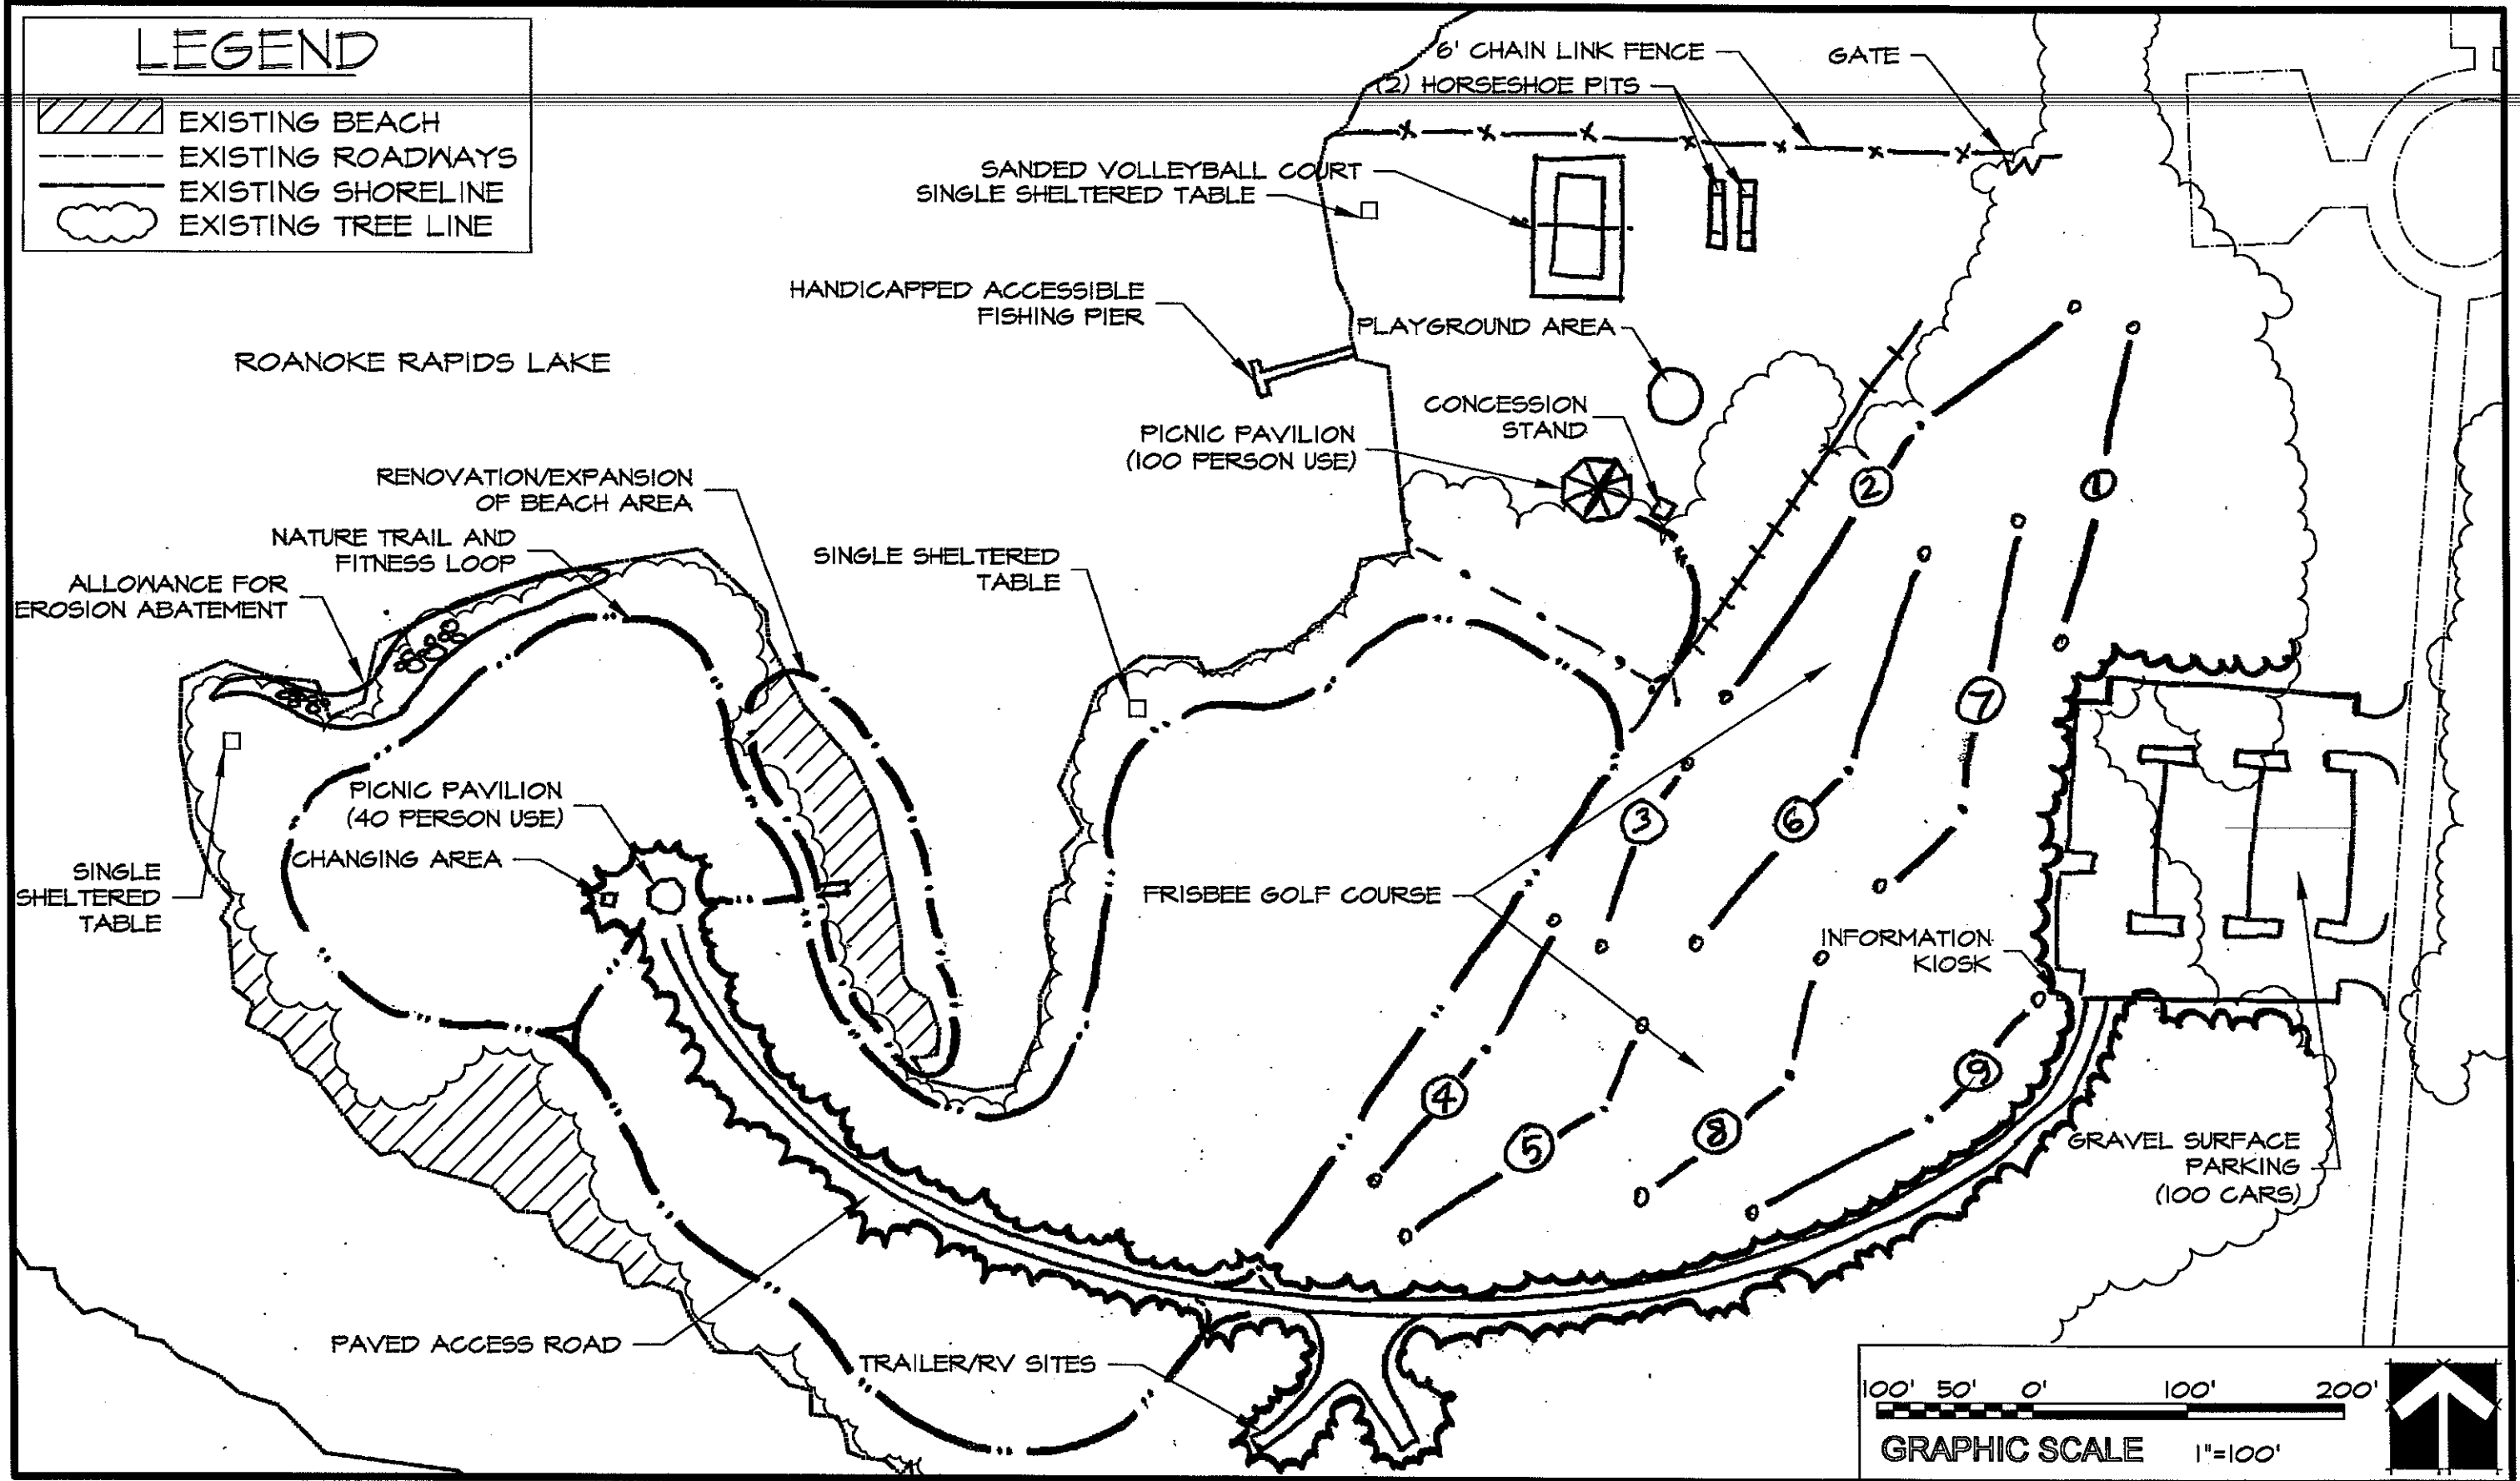 LEGEND
EXISTING BEACH
EXISTING ROADWAYS
EXISTING SHORELINE
EXISTING TREE LINE
6' CHAIN LINK FENCE
GATE
(2) HORSESHOE PITS
SANDED VOLLEYBALL COURT
SINGLE SHELTERED TABLE
HANDICAPPED ACCESSIBLE
FISHING PIER
PLAYGROUND AREA
ROANOKE RAPIDS LAKE
CONCESSION
STAND
PICNIC PAVILION
(100 PERSON USE)
RENOVATION/EXPANSION
OF BEACH AREA
NATURE TRAIL AND
FITNESS LOOP
SINGLE SHELTERED
TABLE
ALLOWANCE FOR
EROSION ABATEMENT
PICNIC PAVILION
(40 PERSON USE)
CHANGING AREA
SINGLE
SHELTERED
TABLE
2
1
7
3
6
FRISBEE GOLF COURSE
INFORMATION
KIOSK
4
5
8
9
GRAVEL SURFACE
PARKING
(100 CARS)
PAVED ACCESS ROAD
TRAILER/RV SITES
100' 50' 0' 100' 200'
GRAPHIC SCALE 1"=100'